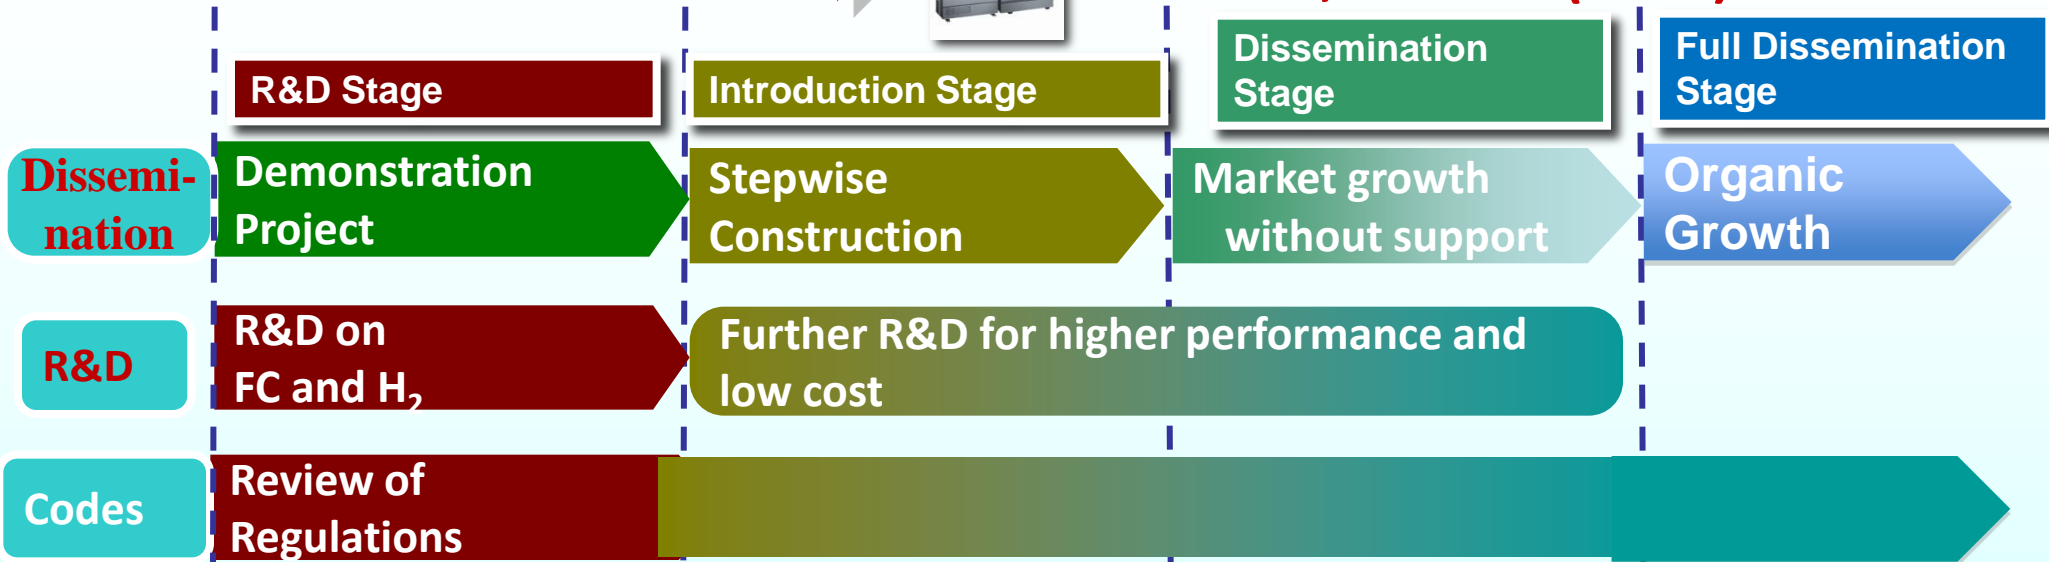 R&D Stage
Introduction Stage
Dissemination
Stage
Full Dissemination
Stage
Dissemi-
nation
Demonstration
Project
Stepwise
Construction
Market growth
without support
Organic
Growth
R&D
R&D on
FC and H₂
Further R&D for higher performance and
low cost
Codes
Review of
Regulations